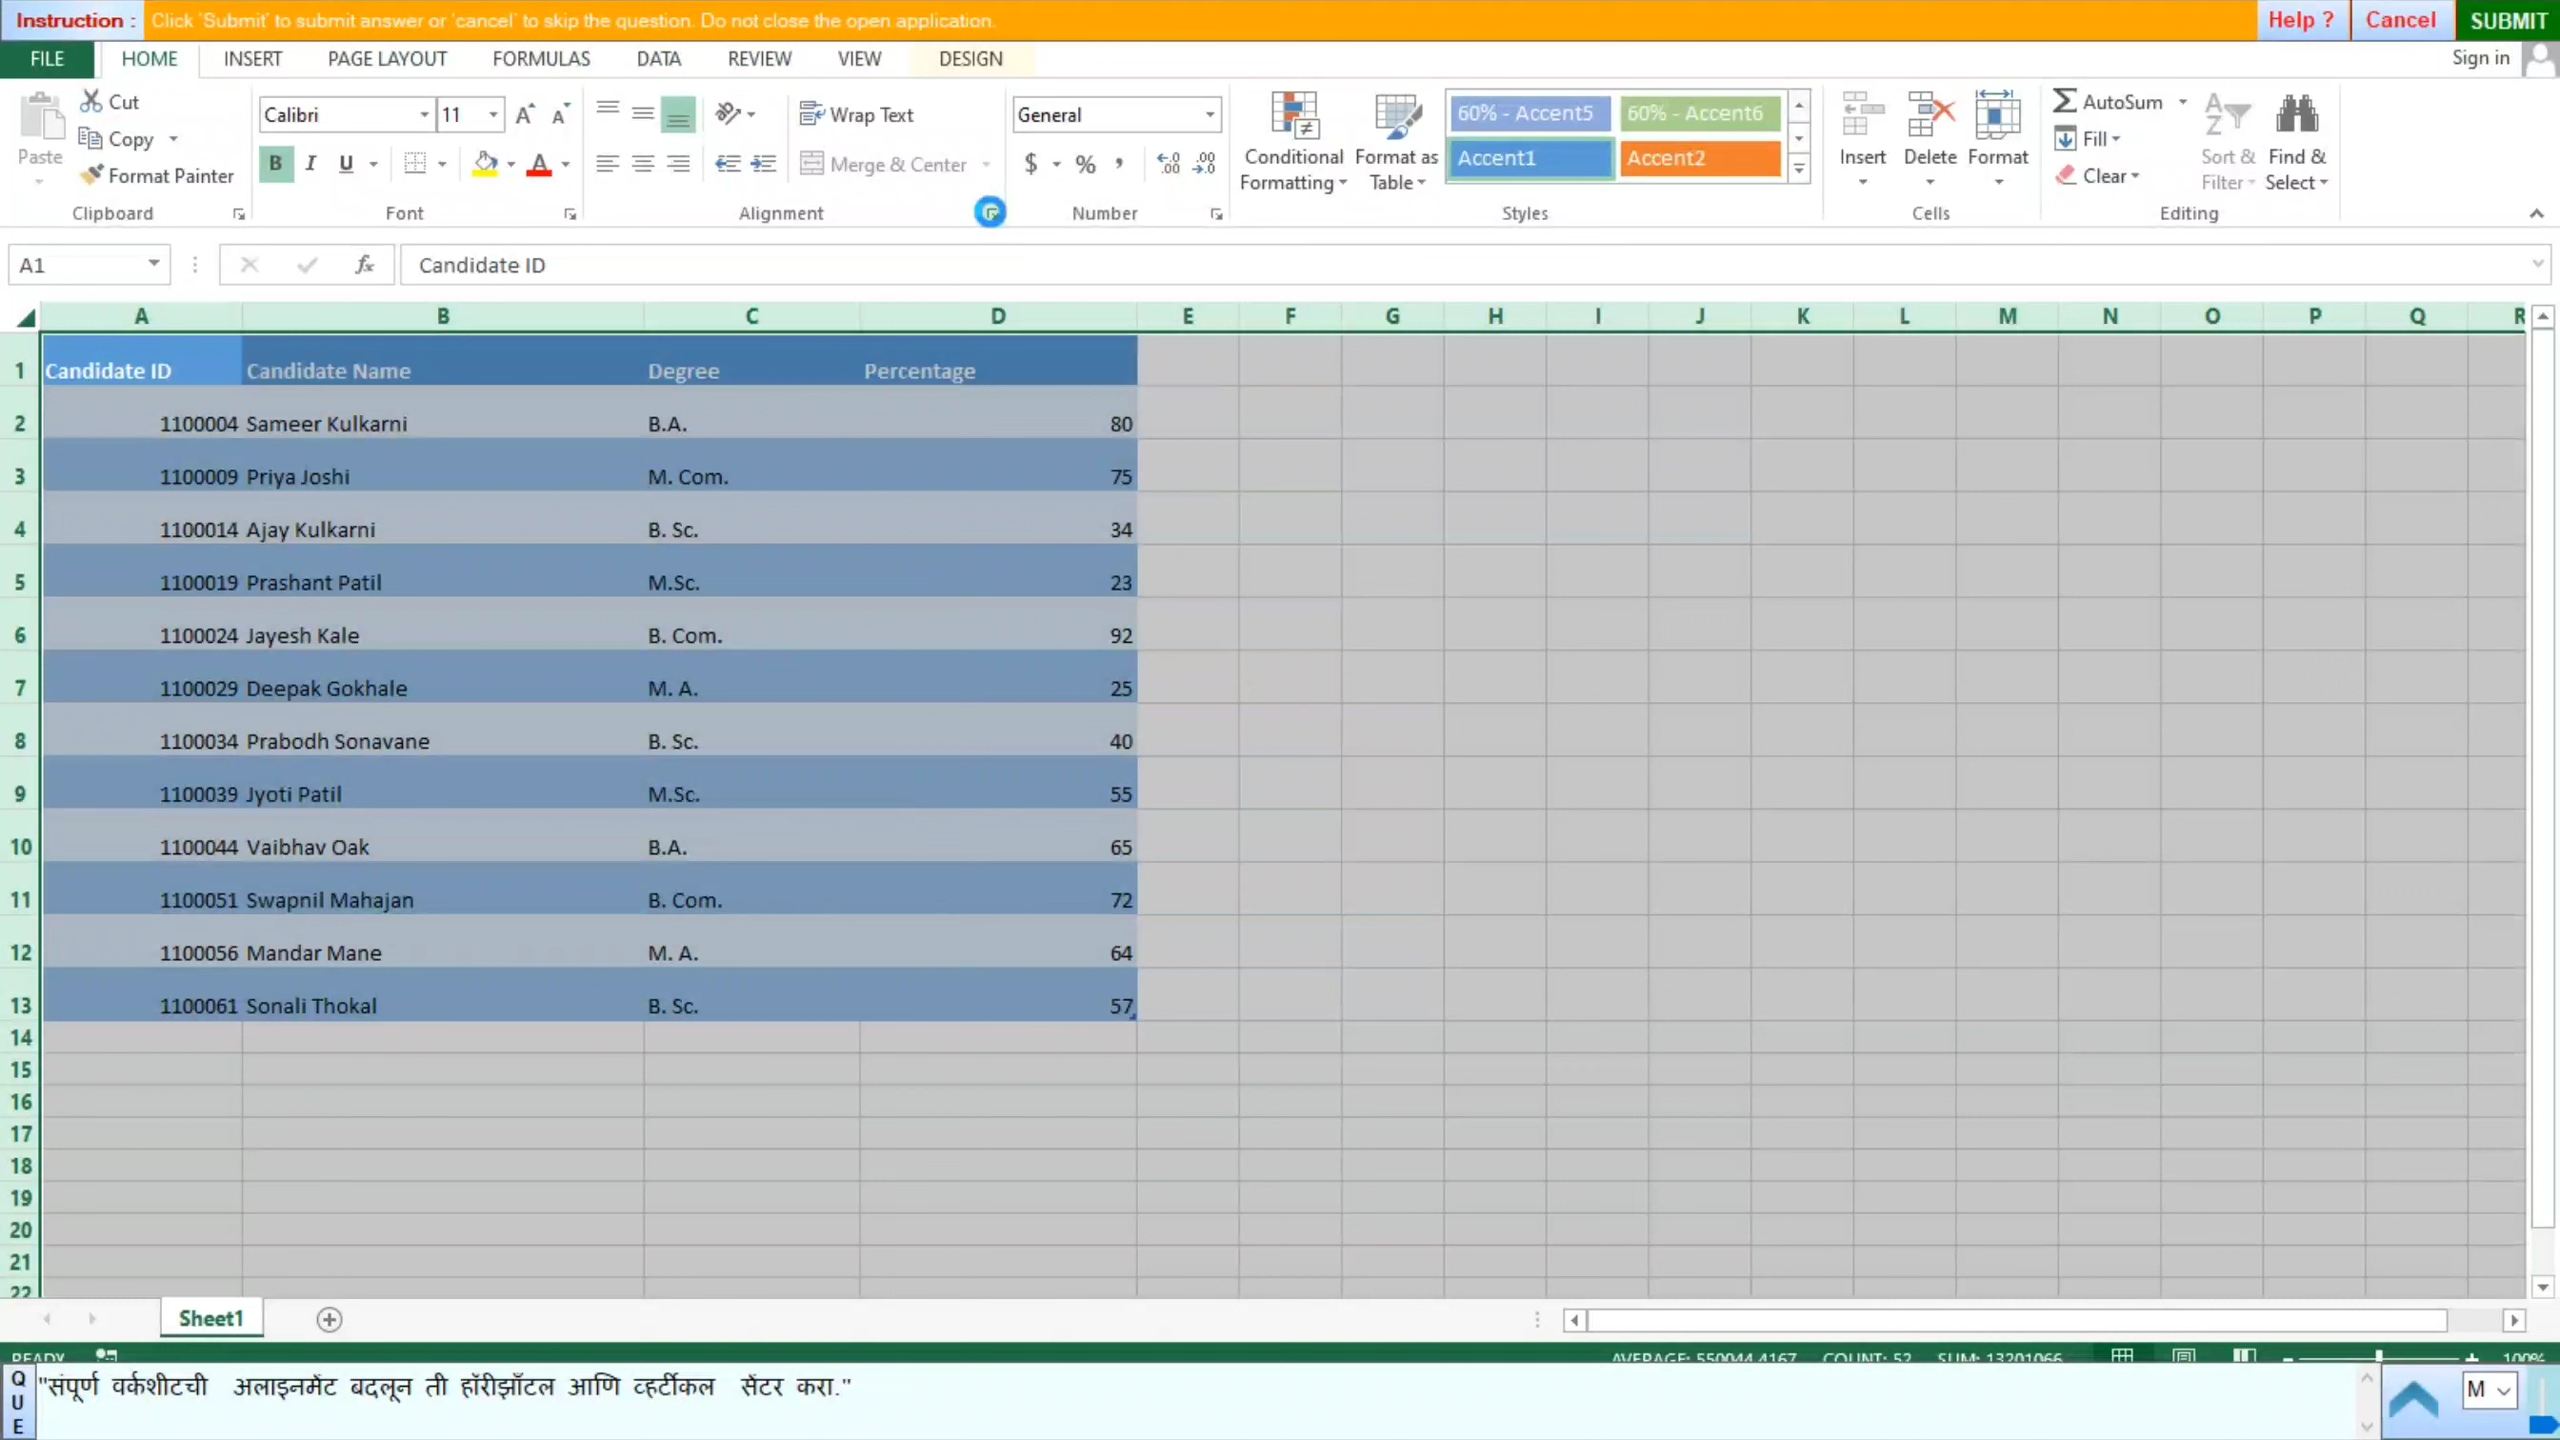 Instruction : Click 'Submit' to submit answer or 'cancel' to skip the question. Do not close the open application. Help ? Cancel SUBMIT
FILE HOME INSERT PAGE LAYOUT FORMULAS DATA REVIEW VIEW DESIGN Sign in
Paste Cut Copy Format Painter Clipboard
Calibri 11 A A B I U A Font
Wrap Text Merge & Center Alignment
General $ % , Number
Conditional Formatting Format as Table 60% - Accent5 60% - Accent6 Accent1 Accent2 Styles
Insert Delete Format Cells
AutoSum Fill Clear Sort & Filter Find & Select Editing
A1 fx Candidate ID
A B C D E F G H I J K L M N O P Q R
1 Candidate ID Candidate Name Degree Percentage
2 1100004 Sameer Kulkarni B.A. 80
3 1100009 Priya Joshi M. Com. 75
4 1100014 Ajay Kulkarni B. Sc. 34
5 1100019 Prashant Patil M.Sc. 23
6 1100024 Jayesh Kale B. Com. 92
7 1100029 Deepak Gokhale M. A. 25
8 1100034 Prabodh Sonavane B. Sc. 40
9 1100039 Jyoti Patil M.Sc. 55
10 1100044 Vaibhav Oak B.A. 65
11 1100051 Swapnil Mahajan B. Com. 72
12 1100056 Mandar Mane M. A. 64
13 1100061 Sonali Thokal B. Sc. 57
14
15
16
17
18
19
20
21
22
Sheet1
READY AVERAGE: 550044.4167 COUNT: 52 SUM: 13201066 100%
QUE "संपूर्ण वर्कशीटची अलाइनमेंट बदलून ती हॉरीझाँटल आणि व्हर्टीकल सेंटर करा." M